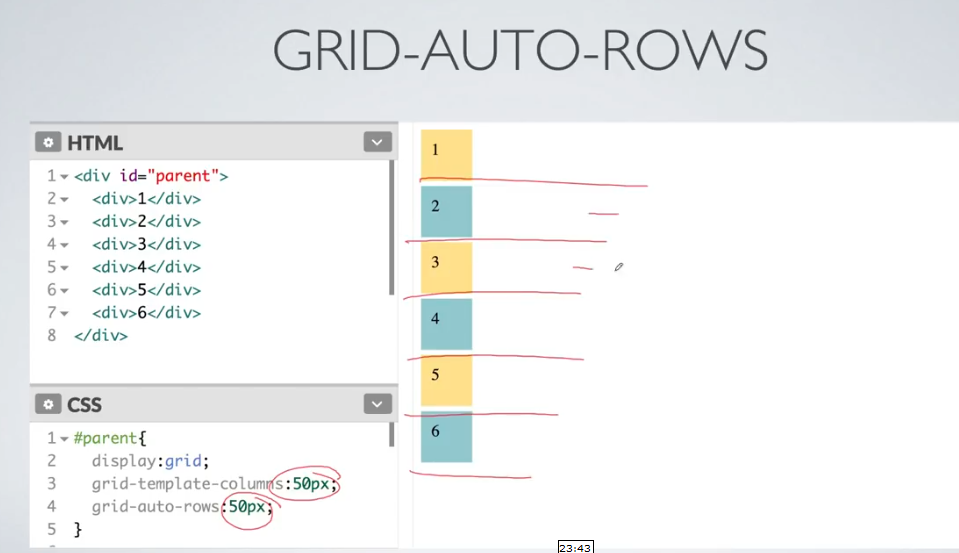 GRID-AUTO-ROWS
HTML
1 <div id="parent">
2 <div>1</div>
3 <div>2</div>
4 <div>3</div>
5 <div>4</div>
6 <div>5</div>
7 <div>6</div>
8 </div>
CSS
1 #parent{
2 display:grid;
3 grid-template-columns:50px;
4 grid-auto-rows:50px;
5 }
1
2
3
4
5
6
23:43